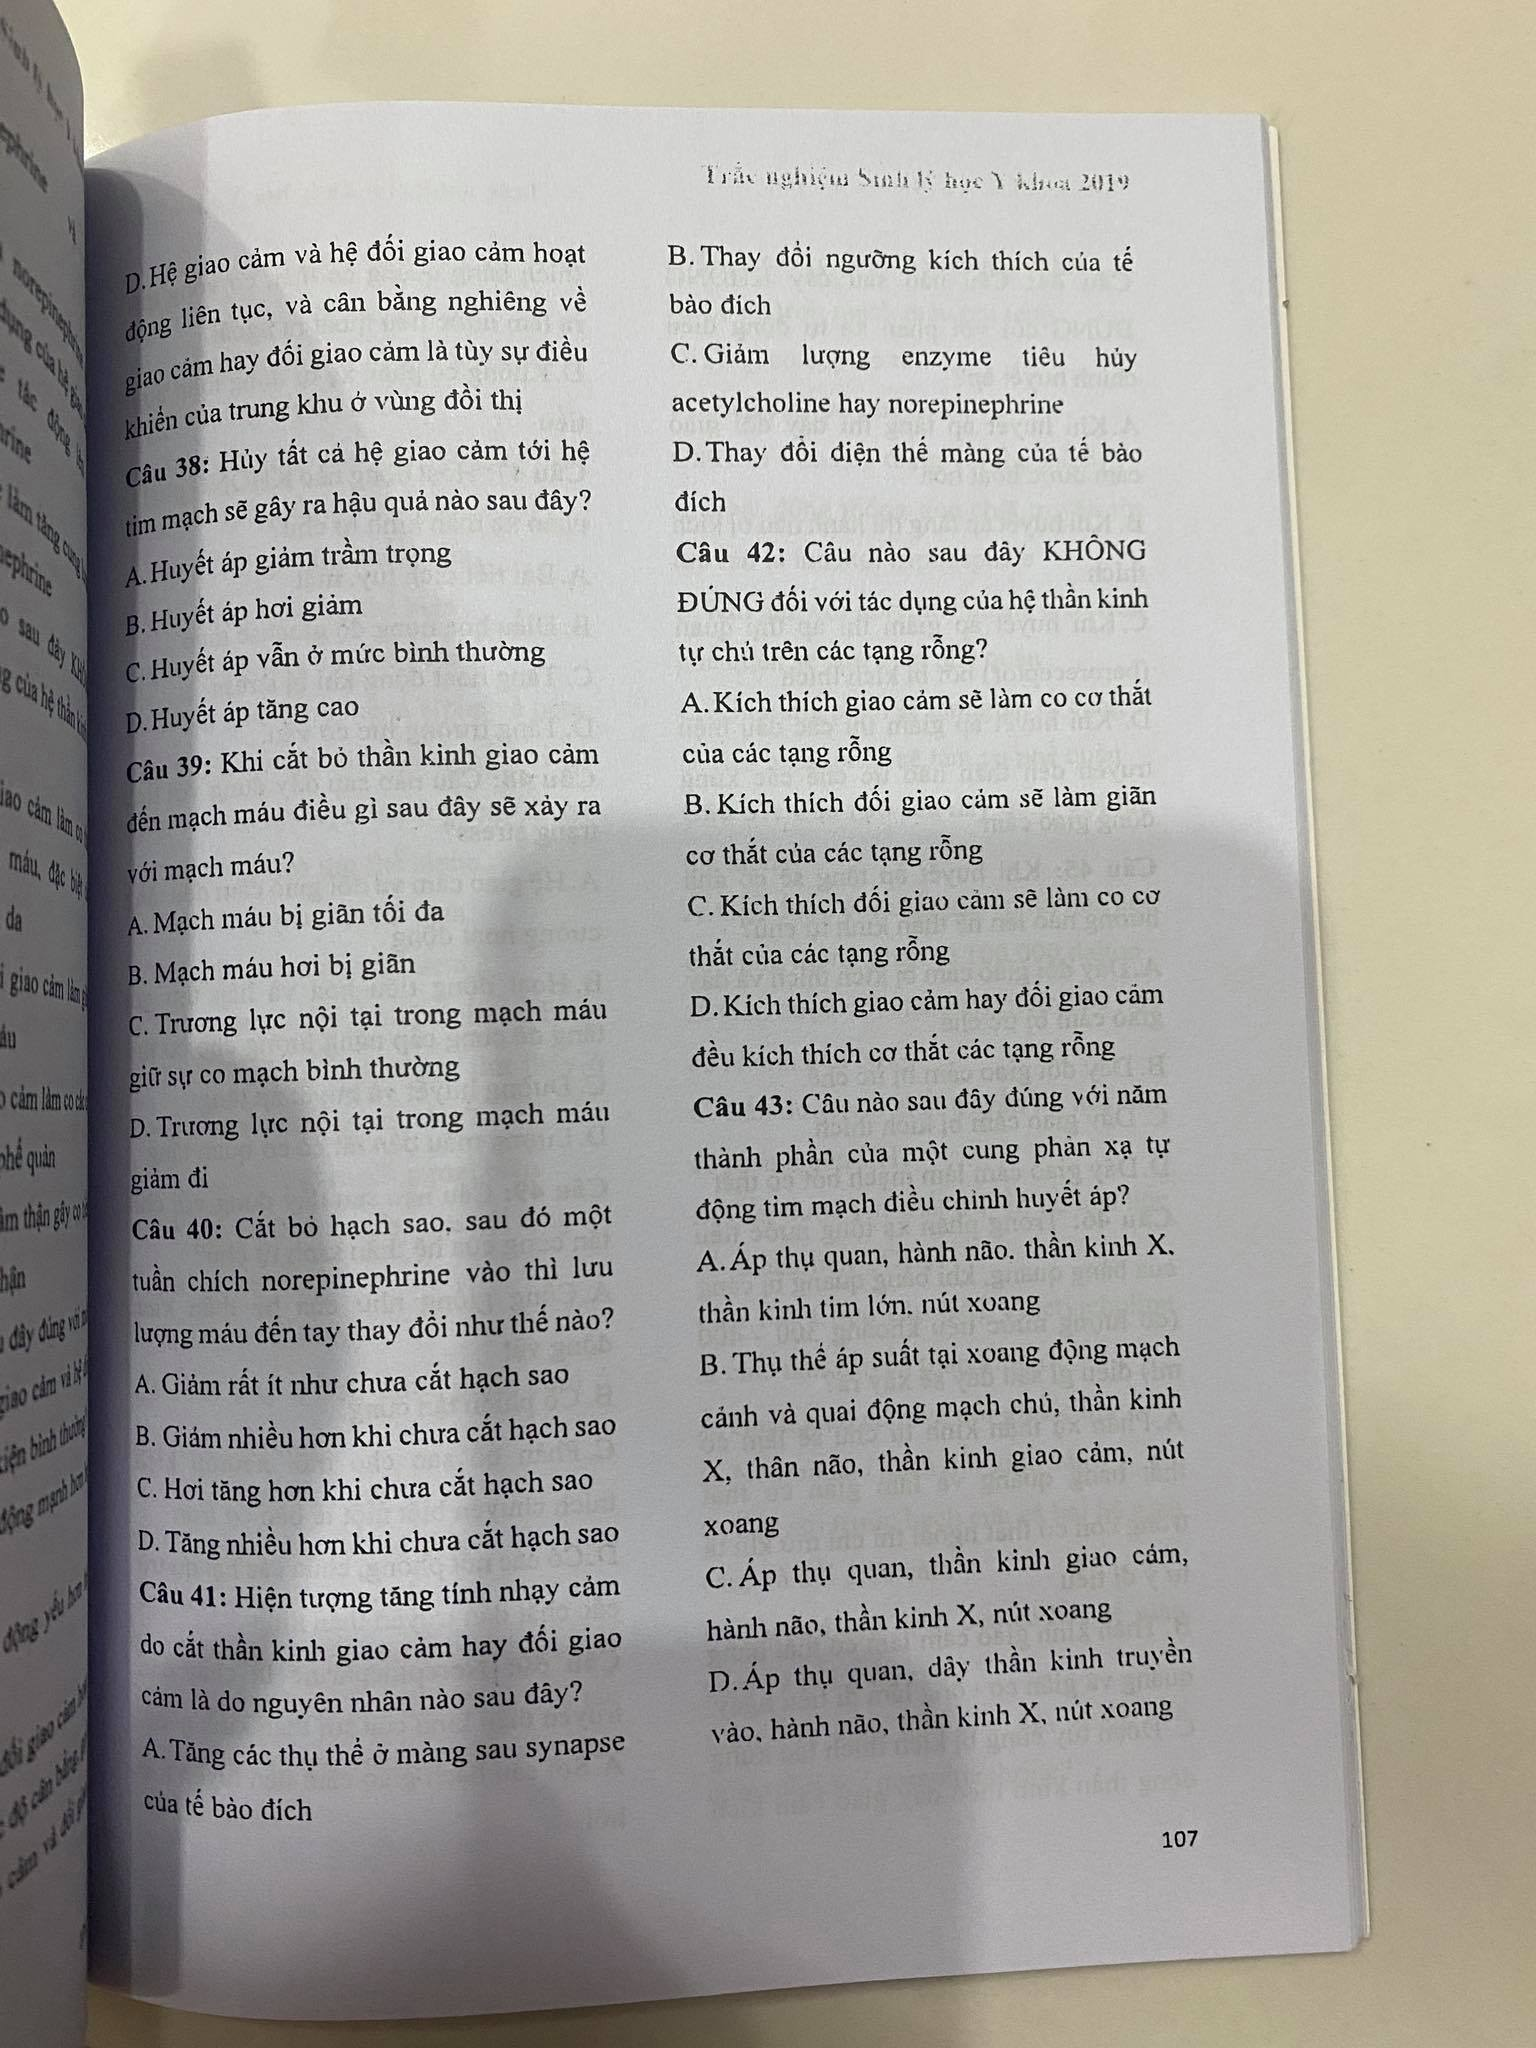 Trắc nghiệm Sinh lý học Y khoa 2019
D. Hệ giao cảm và hệ đối giao cảm hoạt
động liên tục, và cân bằng nghiêng về
giao cảm hay đối giao cảm là tùy sự điều
khiển của trung khu ở vùng đồi thị
Câu 38: Hủy tất cả hệ giao cảm tới hệ
tim mạch sẽ gây ra hậu quả nào sau đây?
A. Huyết áp giảm trầm trọng
B. Huyết áp hơi giảm
C. Huyết áp vẫn ở mức bình thường
D. Huyết áp tăng cao
Câu 39: Khi cắt bỏ thần kinh giao cảm
đến mạch máu điều gì sau đây sẽ xảy ra
với mạch máu?
A. Mạch máu bị giãn tối đa
B. Mạch máu hơi bị giãn
C. Trương lực nội tại trong mạch máu
giữ sự co mạch bình thường
D. Trương lực nội tại trong mạch máu
giảm đi
Câu 40: Cắt bỏ hạch sao, sau đó một
tuần chích norepinephrine vào thì lưu
lượng máu đến tay thay đổi như thế nào?
A. Giảm rất ít như chưa cắt hạch sao
B. Giảm nhiều hơn khi chưa cắt hạch sao
C. Hơi tăng hơn khi chưa cắt hạch sao
D. Tăng nhiều hơn khi chưa cắt hạch sao
Câu 41: Hiện tượng tăng tính nhạy cảm
do cắt thần kinh giao cảm hay đối giao
cảm là do nguyên nhân nào sau đây?
A. Tăng các thụ thể ở màng sau synapse
của tế bào đích
B. Thay đổi ngưỡng kích thích của tế
bào đích
C. Giảm lượng enzyme tiêu hủy
acetylcholine hay norepinephrine
D. Thay đổi điện thế màng của tế bào
đích
Câu 42: Câu nào sau đây KHÔNG
ĐÚNG đối với tác dụng của hệ thần kinh
tự chủ trên các tạng rỗng?
A. Kích thích giao cảm sẽ làm co cơ thắt
của các tạng rỗng
B. Kích thích đối giao cảm sẽ làm giãn
cơ thắt của các tạng rỗng
C. Kích thích đối giao cảm sẽ làm co cơ
thắt của các tạng rỗng
D. Kích thích giao cảm hay đối giao cảm
đều kích thích cơ thắt các tạng rỗng
Câu 43: Câu nào sau đây đúng với năm
thành phần của một cung phản xạ tự
động tim mạch điều chỉnh huyết áp?
A. Áp thụ quan, hành não. thần kinh X,
thần kinh tim lớn. nút xoang
B. Thụ thể áp suất tại xoang động mạch
cảnh và quai động mạch chủ, thần kinh
X, thân não, thần kinh giao cảm, nút
xoang
C. Áp thụ quan, thần kinh giao cảm,
hành não, thần kinh X, nút xoang
D. Áp thụ quan, dây thần kinh truyền
vào, hành não, thần kinh X, nút xoang
107